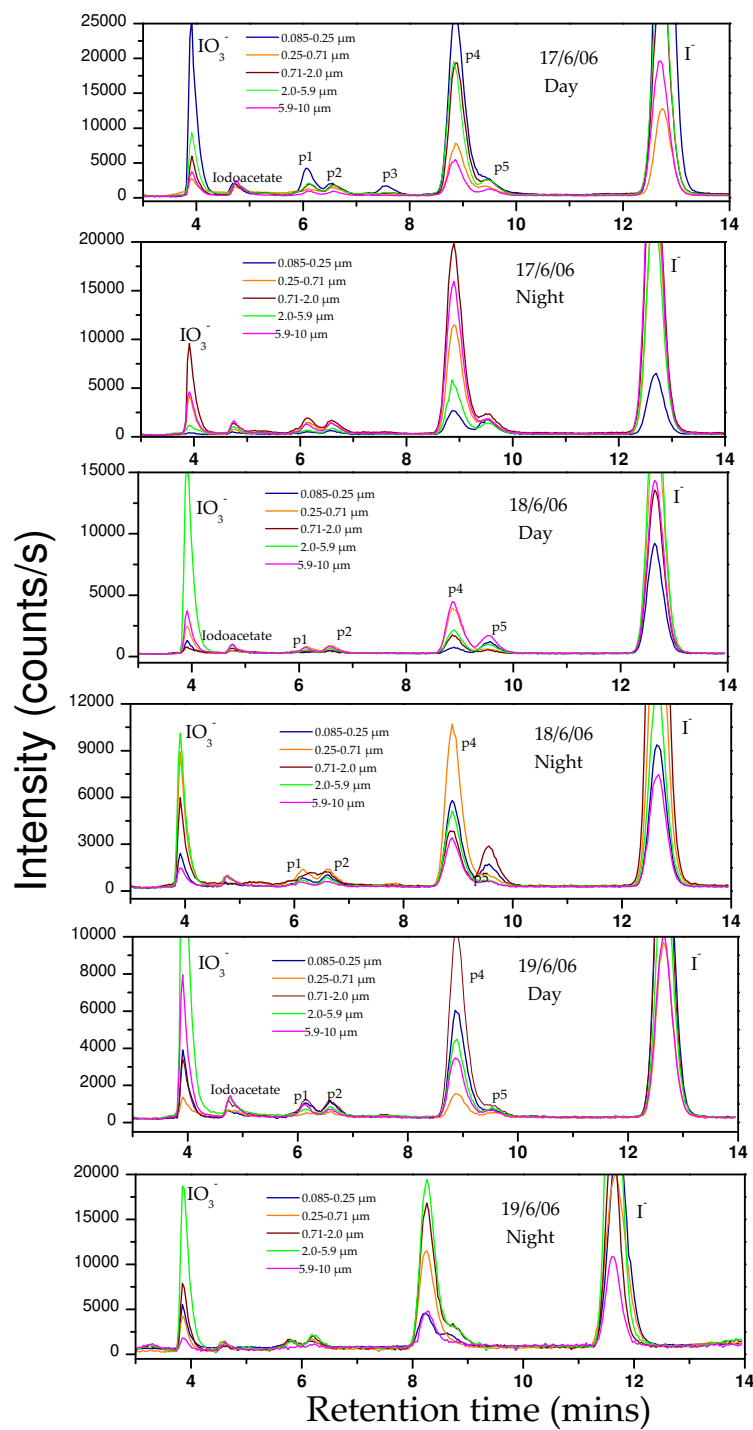 Intensity (counts/s)
25000
20000
15000
10000
5000
0
IO3-
0.085-0.25 µm
0.25-0.71 µm
0.71-2.0 µm
2.0-5.9 µm
5.9-10 µm
Iodoacetate
p1
p2
p3
p4
p5
17/6/06
Day
I-
4 6 8 10 12 14
20000
15000
10000
5000
0
IO3-
0.085-0.25 µm
0.25-0.71 µm
0.71-2.0 µm
2.0-5.9 µm
5.9-10 µm
17/6/06
Night
I-
4 6 8 10 12 14
15000
10000
5000
0
IO3-
0.085-0.25 µm
0.25-0.71 µm
0.71-2.0 µm
2.0-5.9 µm
5.9-10 µm
Iodoacetate
p1
p2
p4
p5
18/6/06
Day
I-
4 6 8 10 12 14
12000
9000
6000
3000
0
IO3-
0.085-0.25 µm
0.25-0.71 µm
0.71-2.0 µm
2.0-5.9 µm
5.9-10 µm
p1
p2
p4
p5
18/6/06
Night
I-
4 6 8 10 12 14
10000
8000
6000
4000
2000
0
IO3-
0.085-0.25 µm
0.25-0.71 µm
0.71-2.0 µm
2.0-5.9 µm
5.9-10 µm
Iodoacetate
p1
p2
p4
p5
19/6/06
Day
I-
4 6 8 10 12 14
20000
15000
10000
5000
0
IO3-
0.085-0.25 µm
0.25-0.71 µm
0.71-2.0 µm
2.0-5.9 µm
5.9-10 µm
19/6/06
Night
I-
4 6 8 10 12 14
Retention time (mins)